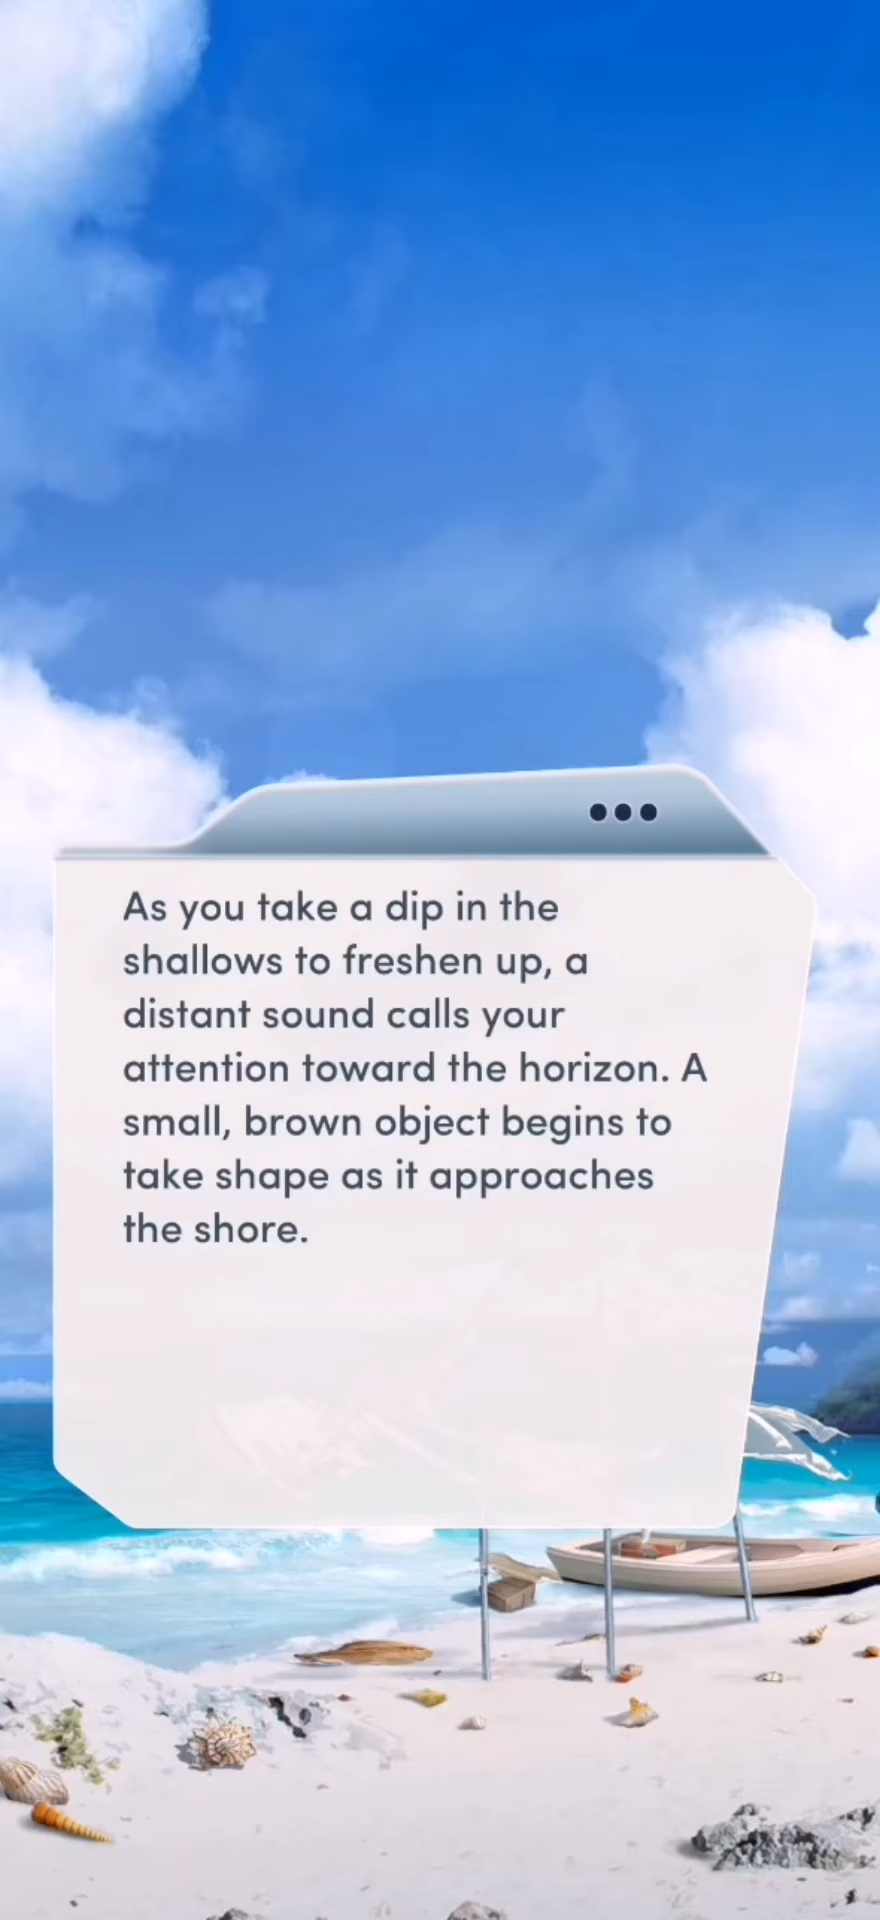 As you take a dip in the
shallows to freshen up, a
distant sound calls your
attention toward the horizon. A
small, brown object begins to
take shape as it approaches
the shore.